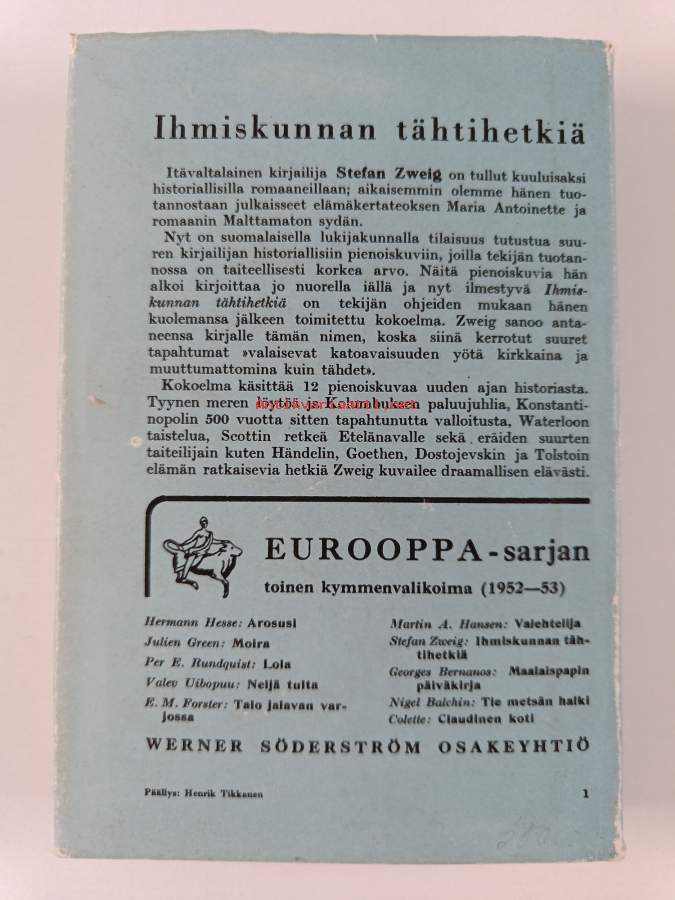 Ihmiskunnan tähtihetkiä
Itävaltalainen kirjailija Stefan Zweig on tullut kuuluisaksi
historiallisilla romaaneillaan; aikaisemmin olemme hänen tuo-
tannostaan julkaisseet elämäkertateoksen Maria Antoinette ja
romaanin Malttamaton sydän.
Nyt on suomalaisella lukijakunnalla tilaisuus tutustua suu-
ren kirjailijan historiallisiin pienoiskuviin, joilla tekijän tuotan-
nossa on taiteellisesti korkea arvo. Näitä pienoiskuvia hän
alkoi kirjoittaa jo nuorella iällä ja nyt ilmestyvä Ihmis-
kunnan tähtihetkiä on tekijän ohjeiden mukaan hänen
kuolemansa jälkeen toimitettu kokoelma. Zweig sanoo anta-
neensa kirjalle tämän nimen, koska siinä kerrotut suuret
tapahtumat »valaisevat katoavaisuuden yötä kirkkaina ja
muuttumattomina kuin tähdet».
Kokoelma käsittää 12 pienoiskuvaa uuden ajan historiasta.
Tyynen meren löytöä ja Kolumbuksen paluujuhlia, Konstanti-
nopolin 500 vuotta sitten tapahtunutta valloitusta, Waterloon
taistelua, Scottin retkeä Etelänavalle sekä eräiden suurten
taiteilijain kuten Händelin, Goethen, Dostojevskin ja Tolstoin
elämän ratkaisevia hetkiä Zweig kuvailee draamallisen elävästi.
EUROOPPA-sarjan
toinen kymmenvalikoima (1952—53)
Hermann Hesse: Arosusi
Julien Green: Moira
Per E. Rundquist: Lola
Valev Uibopuu: Neljä tulta
E. M. Forster: Talo jalavan var-
jossa
Martin A. Hansen: Valehtelija
Stefan Zweig: Ihmiskunnan täh-
tihetkiä
Georges Bernanos: Maalaispapin
päiväkirja
Nigel Balchin: Tie metsän halki
Colette: Claudinen koti
WERNER SÖDERSTRÖM OSAKEYHTIÖ
Päällys: Henrik Tikkanen 1